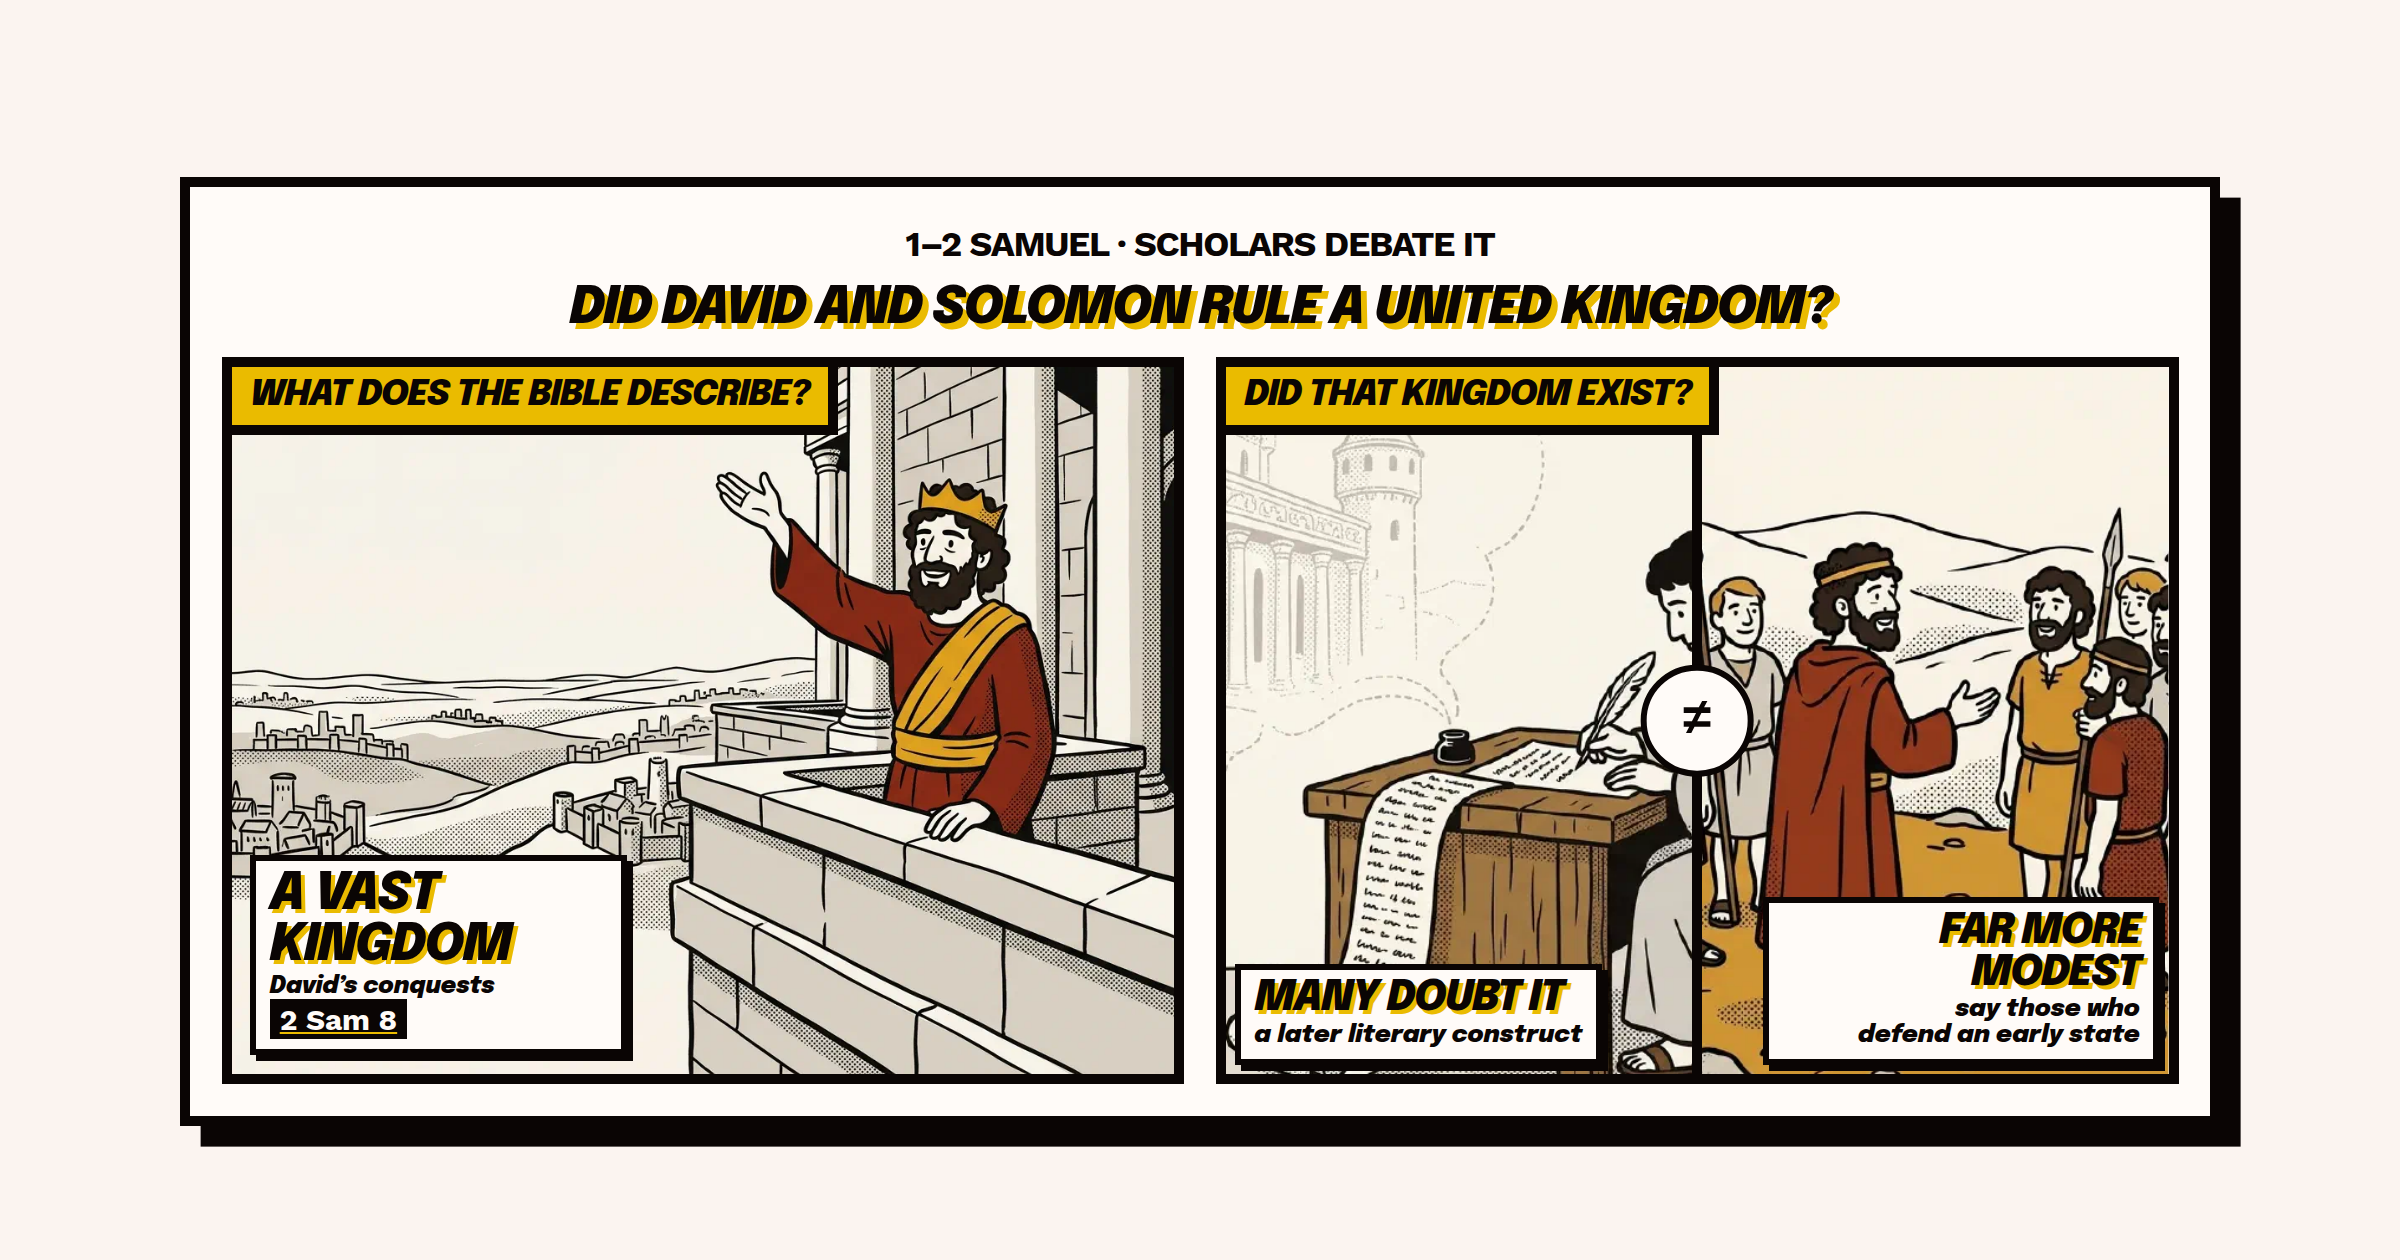 1–2 SAMUEL · SCHOLARS DEBATE IT
DID DAVID AND SOLOMON RULE A UNITED KINGDOM?
WHAT DOES THE BIBLE DESCRIBE?
A VAST
KINGDOM
David’s conquests
2 Sam 8
DID THAT KINGDOM EXIST?
≠
MANY DOUBT IT
a later literary construct
FAR MORE
MODEST
say those who
defend an early state